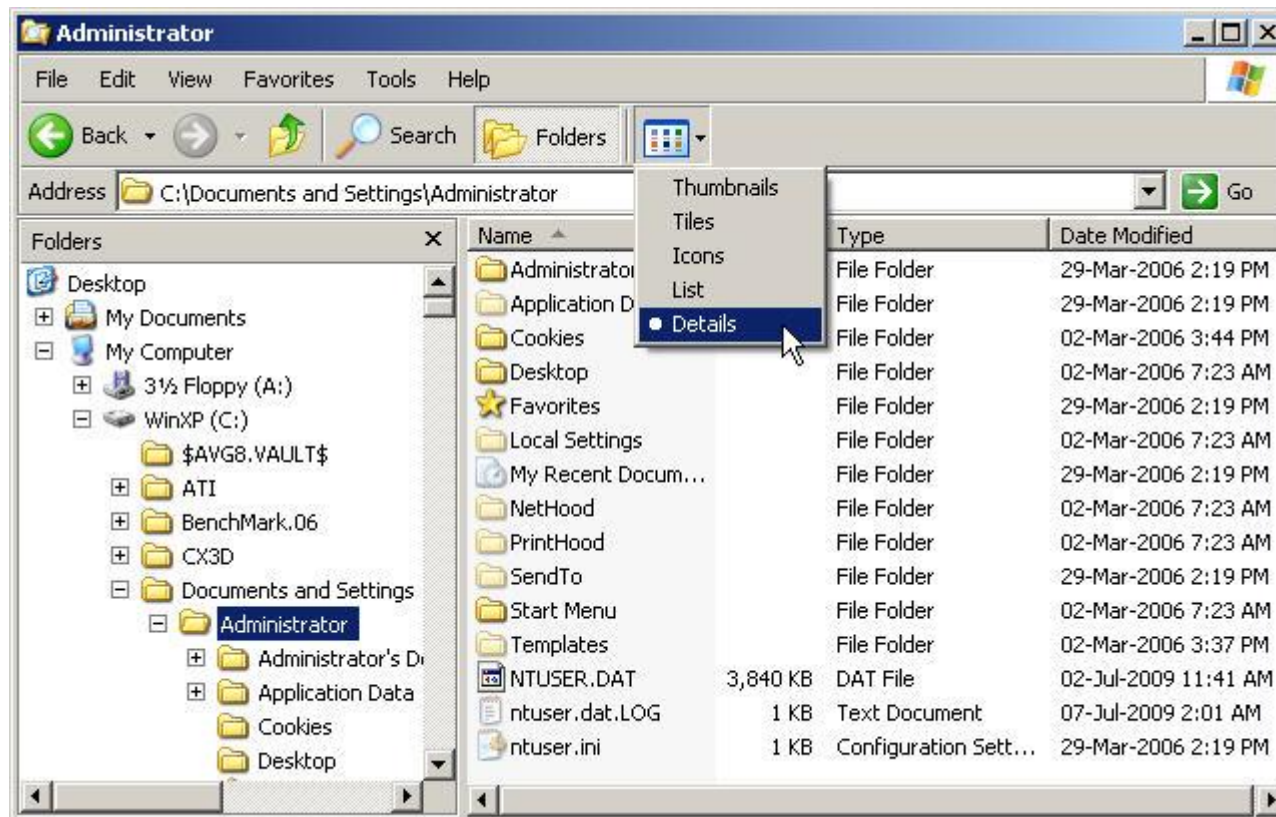 Administrator
File Edit View Favorites Tools Help
Back Search Folders
Address C:\Documents and Settings\Administrator Go
Thumbnails
Tiles
Icons
List
Details
Folders
Desktop
My Documents
My Computer
3½ Floppy (A:)
WinXP (C:)
$AVG8.VAULT$
ATI
BenchMark.06
CX3D
Documents and Settings
Administrator
Administrator's D
Application Data
Cookies
Desktop
Name Type Date Modified
Administrator File Folder 29-Mar-2006 2:19 PM
Application D File Folder 29-Mar-2006 2:19 PM
Cookies File Folder 02-Mar-2006 3:44 PM
Desktop File Folder 02-Mar-2006 7:23 AM
Favorites File Folder 29-Mar-2006 2:19 PM
Local Settings File Folder 02-Mar-2006 7:23 AM
My Recent Docum... File Folder 29-Mar-2006 2:19 PM
NetHood File Folder 02-Mar-2006 7:23 AM
PrintHood File Folder 02-Mar-2006 7:23 AM
SendTo File Folder 29-Mar-2006 2:19 PM
Start Menu File Folder 02-Mar-2006 7:23 AM
Templates File Folder 02-Mar-2006 3:37 PM
NTUSER.DAT 3,840 KB DAT File 02-Jul-2009 11:41 AM
ntuser.dat.LOG 1 KB Text Document 07-Jul-2009 2:01 AM
ntuser.ini 1 KB Configuration Sett... 29-Mar-2006 2:19 PM